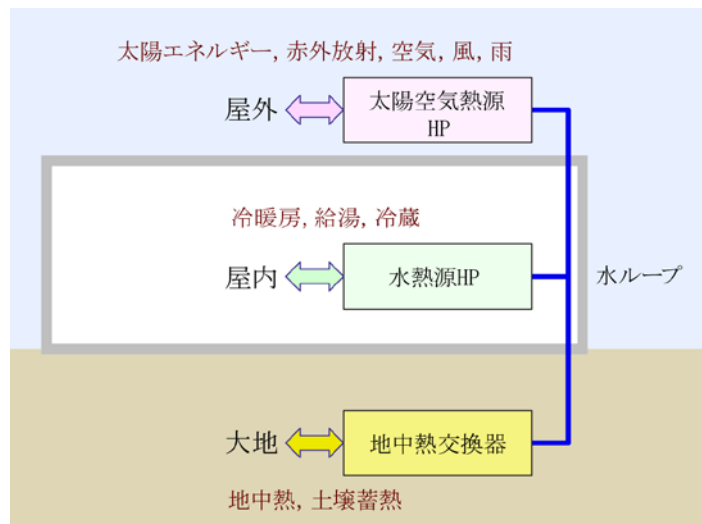 太陽エネルギー, 赤外放射, 空気, 風, 雨
屋外
太陽空気熱源
HP
冷暖房, 給湯, 冷蔵
屋内
水熱源HP
水ループ
大地
地中熱交換器
地中熱, 土壌蓄熱